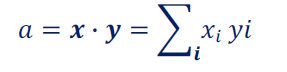 a = x · y = ∑ᵢ xᵢ yi